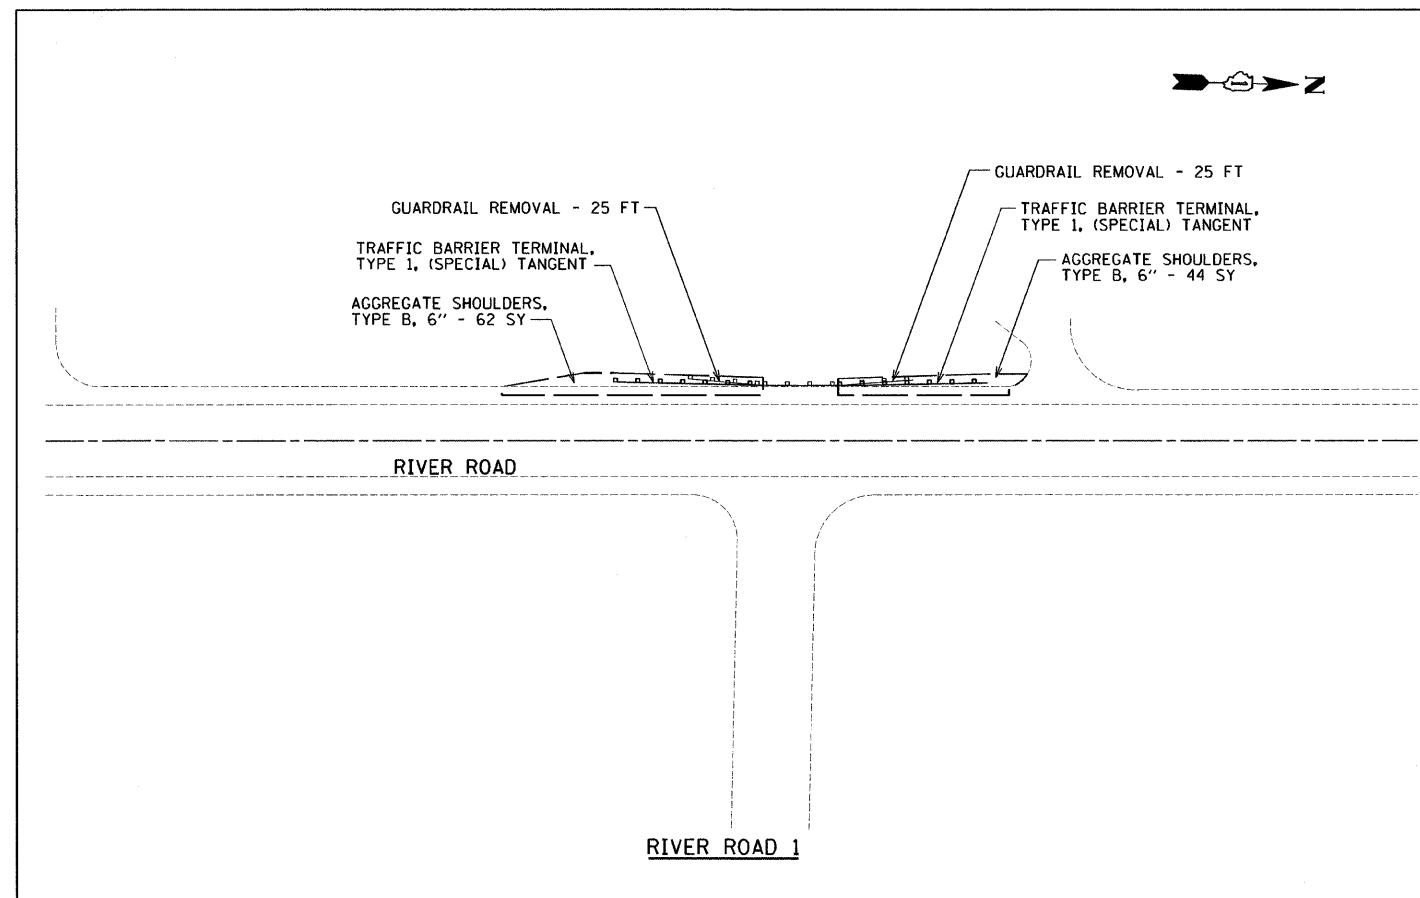 N
GUARDRAIL REMOVAL - 25 FT
TRAFFIC BARRIER TERMINAL,
TYPE 1, (SPECIAL) TANGENT
AGGREGATE SHOULDERS,
TYPE B, 6" - 44 SY
GUARDRAIL REMOVAL - 25 FT
TRAFFIC BARRIER TERMINAL,
TYPE 1, (SPECIAL) TANGENT
AGGREGATE SHOULDERS,
TYPE B, 6" - 62 SY
RIVER ROAD
RIVER ROAD 1